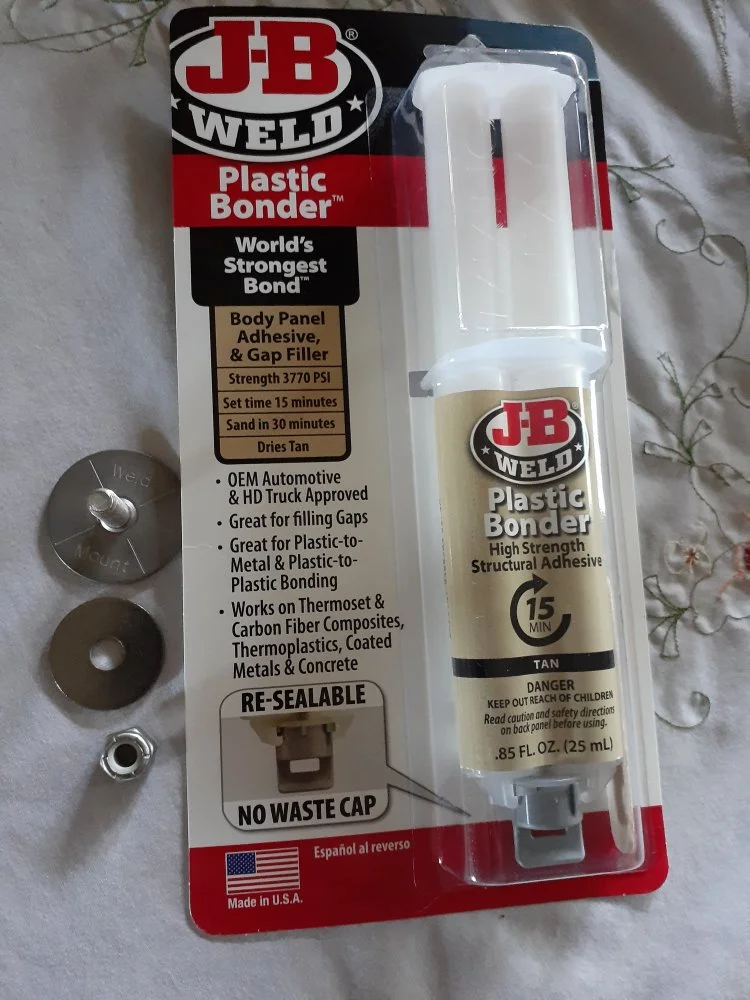 J-B®
WELD
Plastic
Bonder™
World's
Strongest
Bond™
Body Panel
Adhesive,
& Gap Filler
Strength 3770 PSI
Set time 15 minutes
Sand in 30 minutes
Dries Tan
• OEM Automotive
& HD Truck Approved
• Great for filling Gaps
• Great for Plastic-to-
Metal & Plastic-to-
Plastic Bonding
• Works on Thermoset &
Carbon Fiber Composites,
Thermoplastics, Coated
Metals & Concrete
RE-SEALABLE
NO WASTE CAP
Español al reverso
Made in U.S.A.
J-B®
WELD
Plastic
Bonder
High Strength
Structural Adhesive
15
MIN
TAN
DANGER
KEEP OUT REACH OF CHILDREN
Read caution and safety directions
on back panel before using.
.85 FL. OZ. (25 mL)
Weld
Mount